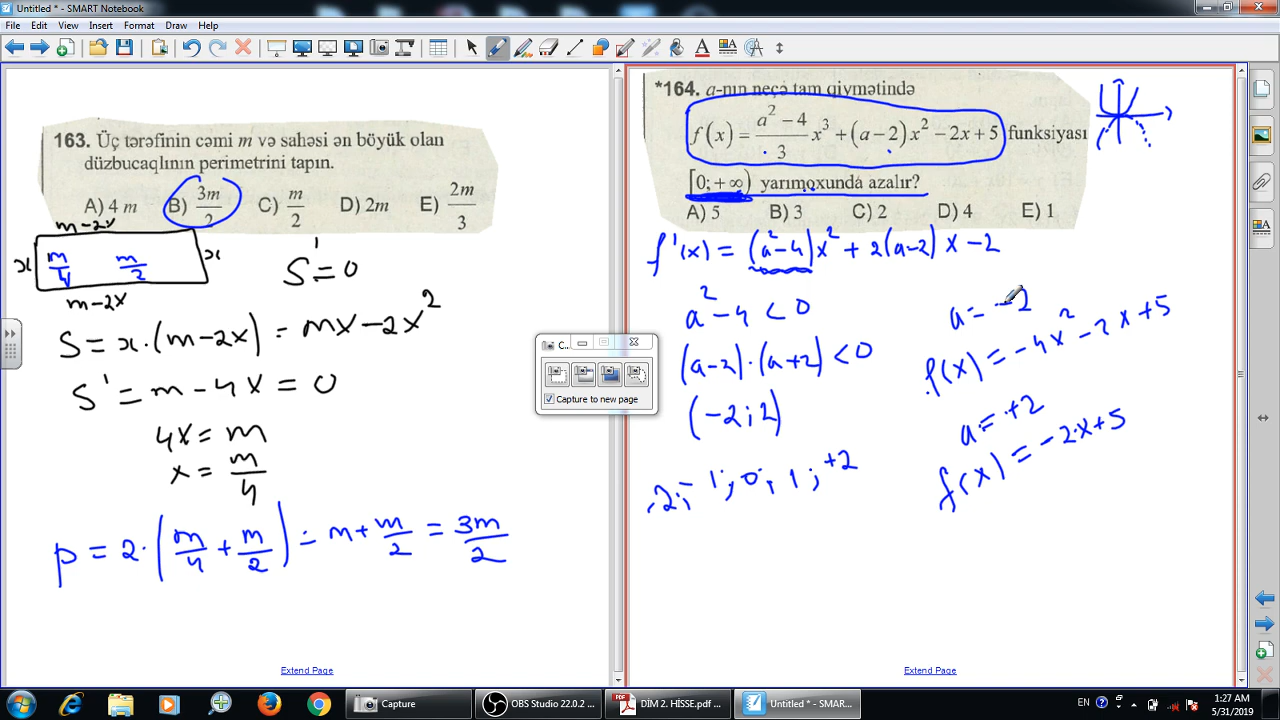 Untitled * - SMART Notebook
File Edit View Insert Format Draw Help
163. Üç tərəfinin cəmi m və sahəsi ən böyük olan
düzbucaqlının perimetrini tapın.
A) 4 m B) 3m/2 C) m/2 D) 2m E) 2m/3
m-2x
x m/4 m/2 x
m-2x
S' = 0
S = x·(m-2x) = mx-2x²
S' = m - 4x = 0
4x = m
x = m/4
p = 2·(m/4 + m/2) = m + m/2 = 3m/2
Extend Page
*164. a-nın neçə tam qiymətində
f(x) = (a²-4)/3 x³ + (a-2)x² - 2x + 5 funksiyası
[0; +∞) yarımoxunda azalır?
A) 5 B) 3 C) 2 D) 4 E) 1
f'(x) = (a²-4)x² + 2(a-2)x - 2
a² - 4 < 0
(a-2)·(a+2) < 0
(-2; 2)
-2; -1; 0; 1; +2
a = -2
f(x) = -4x² - 2x + 5
a = +2
f(x) = -2·x + 5
Extend Page
C...
Capture to new page
Capture
OBS Studio 22.0.2 ...
DİM 2. HİSSE.pdf ...
Untitled * - SMAR...
EN
1:27 AM
5/31/2019